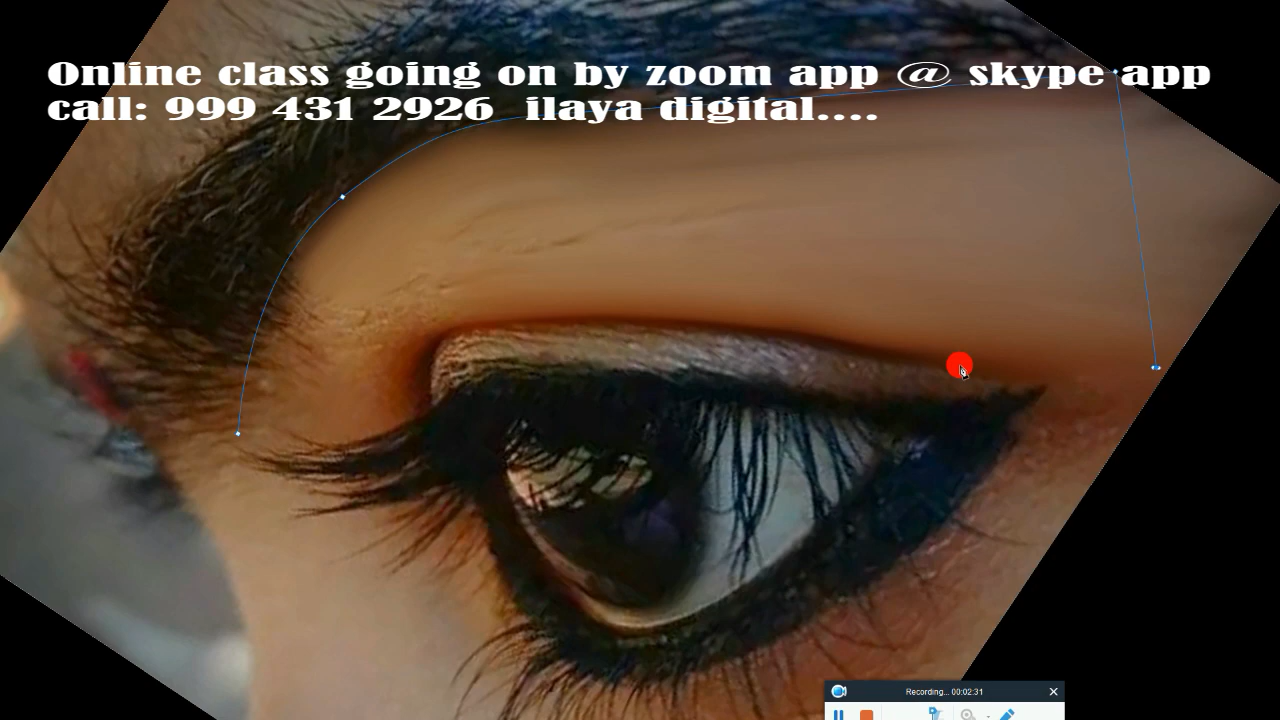 Online class going on by zoom app @ skype app
call: 999 431 2926 ilaya digital....
Recording... 00:02:31